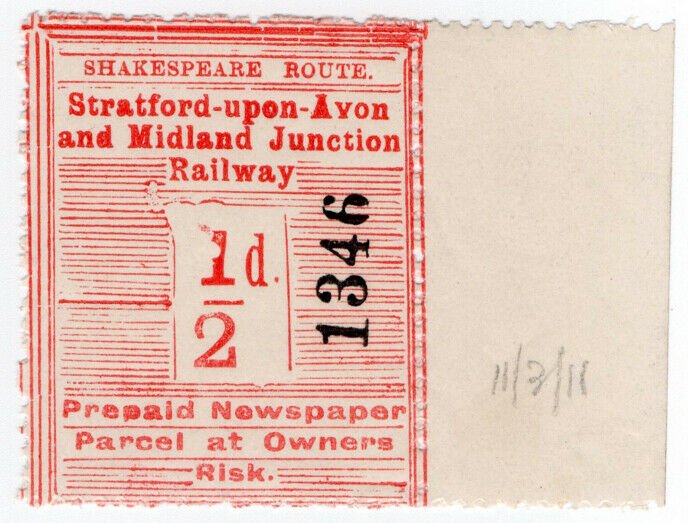 SHAKESPEARE ROUTE.
Stratford-upon-Avon
and Midland Junction
Railway
1/2 d.
1346
Prepaid Newspaper
Parcel at Owners
Risk.
11/3/11